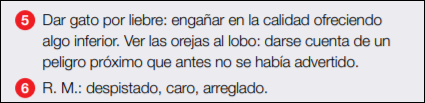 5 Dar gato por liebre: engañar en la calidad ofreciendo
algo inferior. Ver las orejas al lobo: darse cuenta de un
peligro próximo que antes no se había advertido.
6 R. M.: despistado, caro, arreglado.